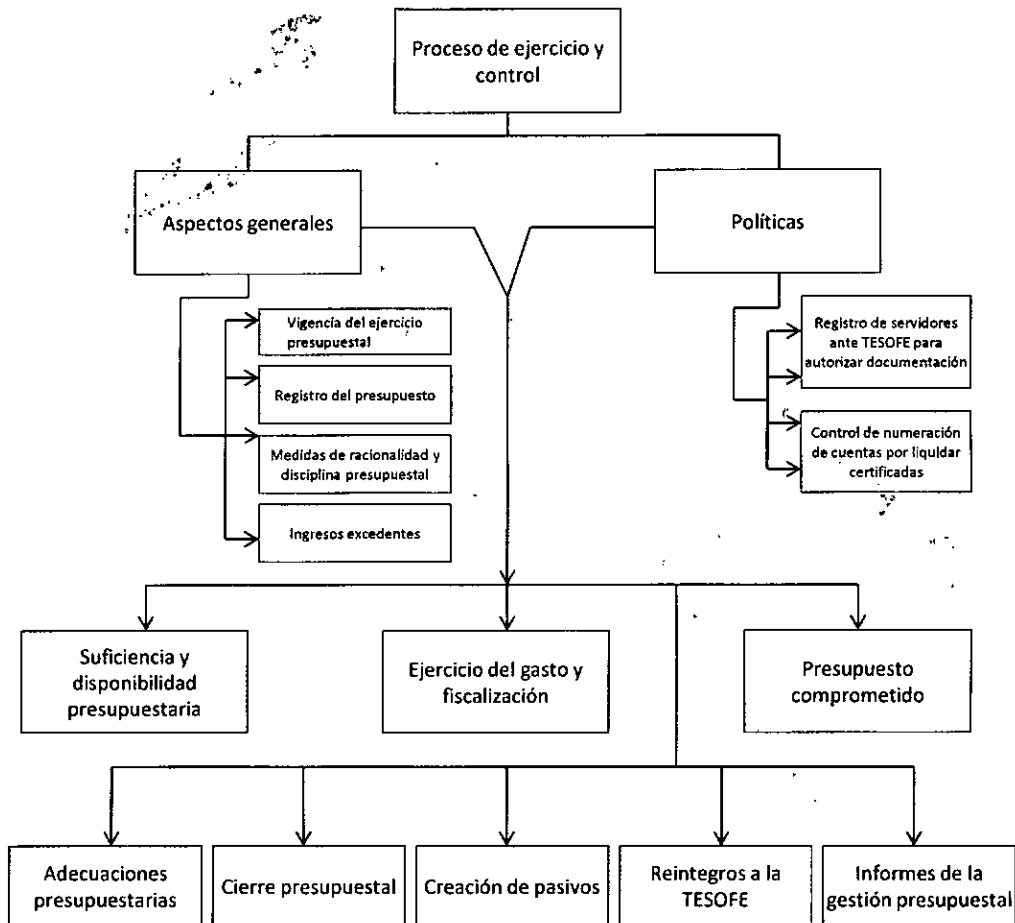 Proceso de ejercicio y
control
Aspectos generales
Políticas
Vigencia del ejercicio
presupuestal
Registro del presupuesto
Medidas de racionalidad y
disciplina presupuestal
Ingresos excedentes
Registro de servidores
ante TESOFE para
autorizar documentación
Control de numeración
de cuentas por liquidar
certificadas
Suficiencia y
disponibilidad
presupuestaria
Ejercicio del gasto y
fiscalización
Presupuesto
comprometido
Adecuaciones
presupuestarias
Cierre presupuestal
Creación de pasivos
Reintegros a la
TESOFE
Informes de la
gestión presupuestal